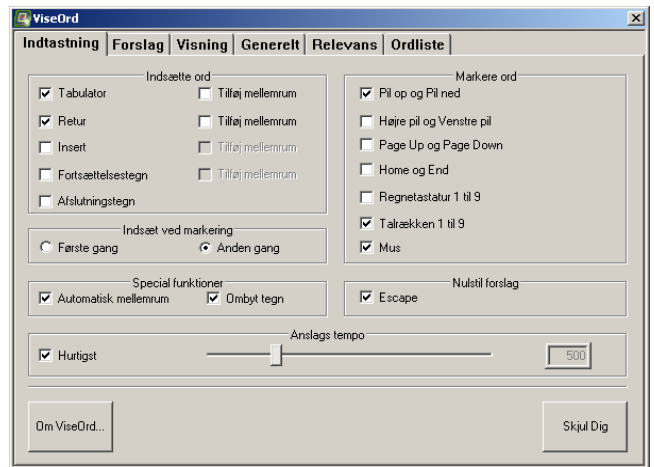 ViseOrd
Indtastning Forslag Visning Generelt Relevans Ordliste
Indsætte ord
Tabulator Tilføj mellemrum
Retur Tilføj mellemrum
Insert Tilføj mellemrum
Fortsættelsestegn Tilføj mellemrum
Afslutningstegn
Markere ord
Pil op og Pil ned
Højre pil og Venstre pil
Page Up og Page Down
Home og End
Regnetastatur 1 til 9
Talrækken 1 til 9
Mus
Indsæt ved markering
Første gang Anden gang
Special funktioner
Automatisk mellemrum Ombyt tegn
Nulstil forslag
Escape
Anslags tempo
Hurtigst 500
Om ViseOrd... Skjul Dig